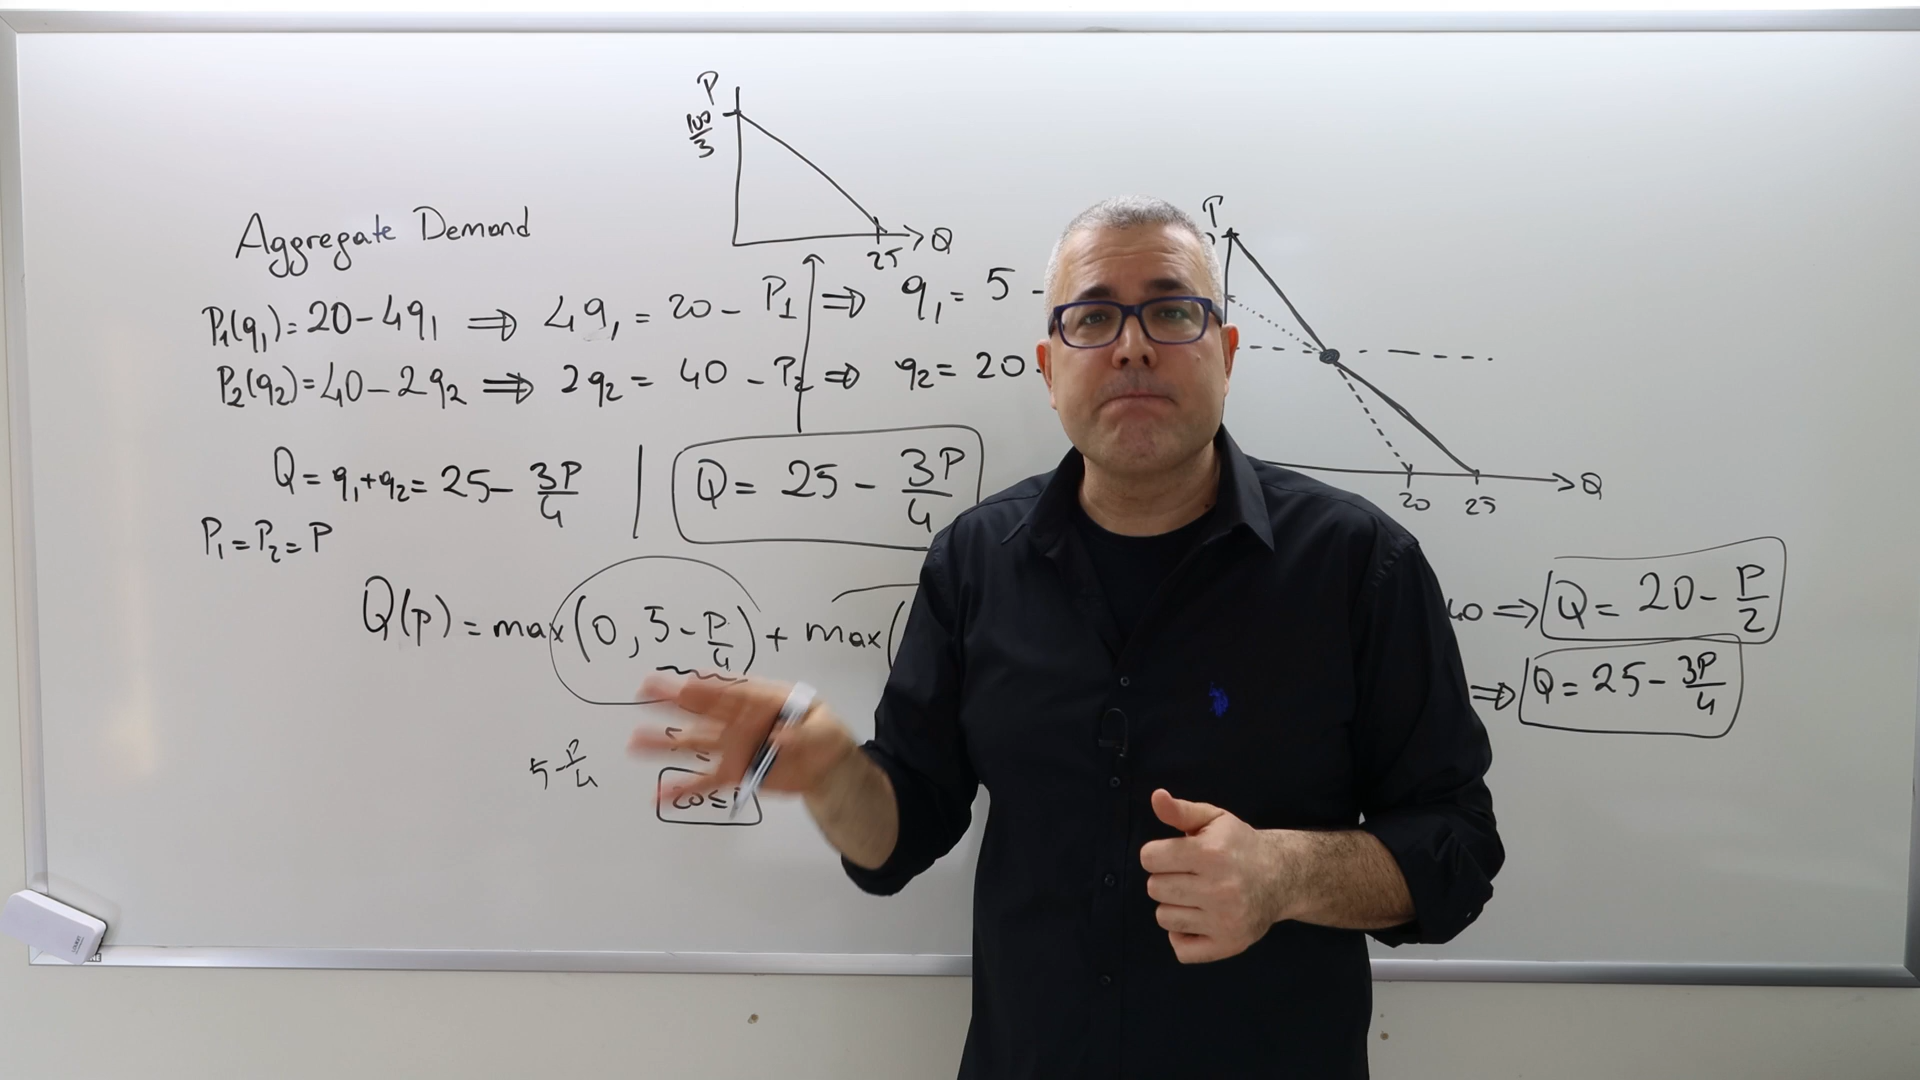 P
100/3
Q
25
Aggregate Demand
P₁(q₁) = 20 - 4q₁ ⇒ 4q₁ = 20 - P₁ ⇒ q₁ = 5 -
P₂(q₂) = 40 - 2q₂ ⇒ 2q₂ = 40 - P₂ ⇒ q₂ = 20
Q = q₁ + q₂ = 25 - 3P/4 | Q = 25 - 3P/4
P₁ = P₂ = P
Q(p) = max(0, 5 - P/4) + max(
5 - P/4
20 ≤
P
Q
20 25
40 ⇒ Q = 20 - P/2
⇒ Q = 25 - 3P/4